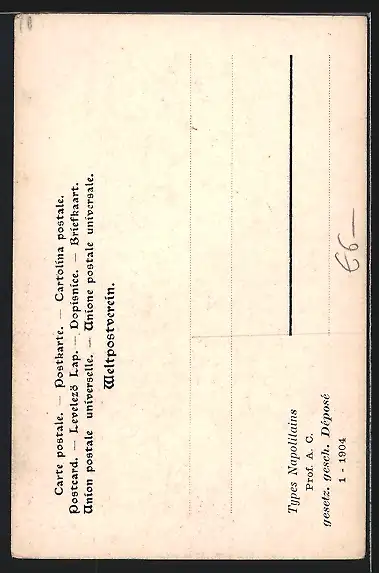 Carte postale. — Postkarte. — Cartolina postale.
Postcard. — Levelező Lap. — Dopisnice. — Briefkaart.
Union postale universelle. — Unione postale universale.
Weltpostverein.
Types Napolitains
Prof. A. C.
gesetz. gesch. Déposé
1 - 1904